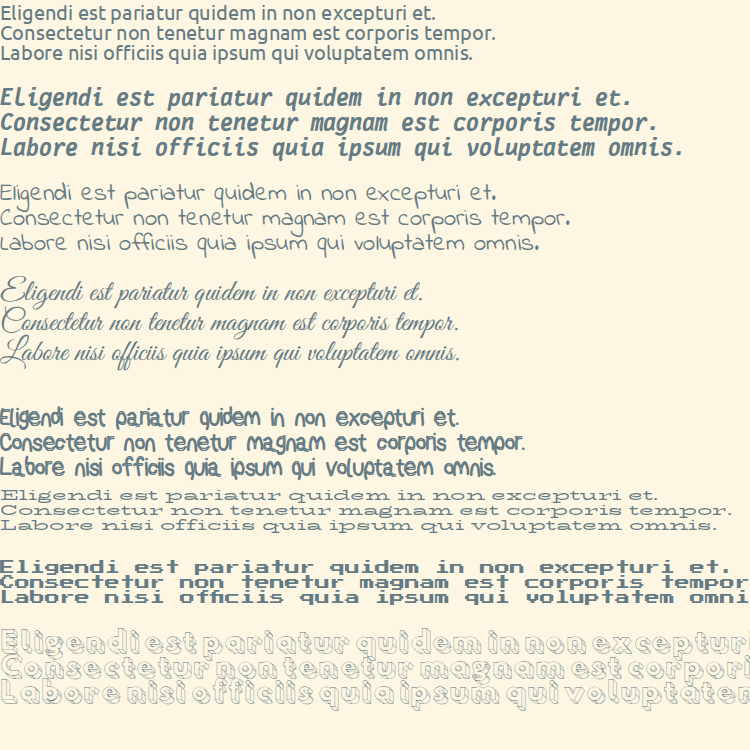 Eligendi est pariatur quidem in non excepturi et.
Consectetur non tenetur magnam est corporis tempor.
Labore nisi officiis quia ipsum qui voluptatem omnis.
Eligendi est pariatur quidem in non excepturi et.
Consectetur non tenetur magnam est corporis tempor.
Labore nisi officiis quia ipsum qui voluptatem omnis.
Eligendi est pariatur quidem in non excepturi et.
Consectetur non tenetur magnam est corporis tempor.
Labore nisi officiis quia ipsum qui voluptatem omnis.
Eligendi est pariatur quidem in non excepturi et.
Consectetur non tenetur magnam est corporis tempor.
Labore nisi officiis quia ipsum qui voluptatem omnis.
Eligendi est pariatur quidem in non excepturi et.
Consectetur non tenetur magnam est corporis tempor.
Labore nisi officiis quia ipsum qui voluptatem omnis.
Eligendi est pariatur quidem in non excepturi et.
Consectetur non tenetur magnam est corporis tempor.
Labore nisi officiis quia ipsum qui voluptatem omnis.
Eligendi est pariatur quidem in non excepturi et.
Consectetur non tenetur magnam est corporis tempor
Labore nisi officiis quia ipsum qui voluptatem omni
Eligendi est pariatur quidem in non excepturi
Consectetur non tenetur magnam est corpori
Labore nisi officiis quia ipsum qui voluptatem